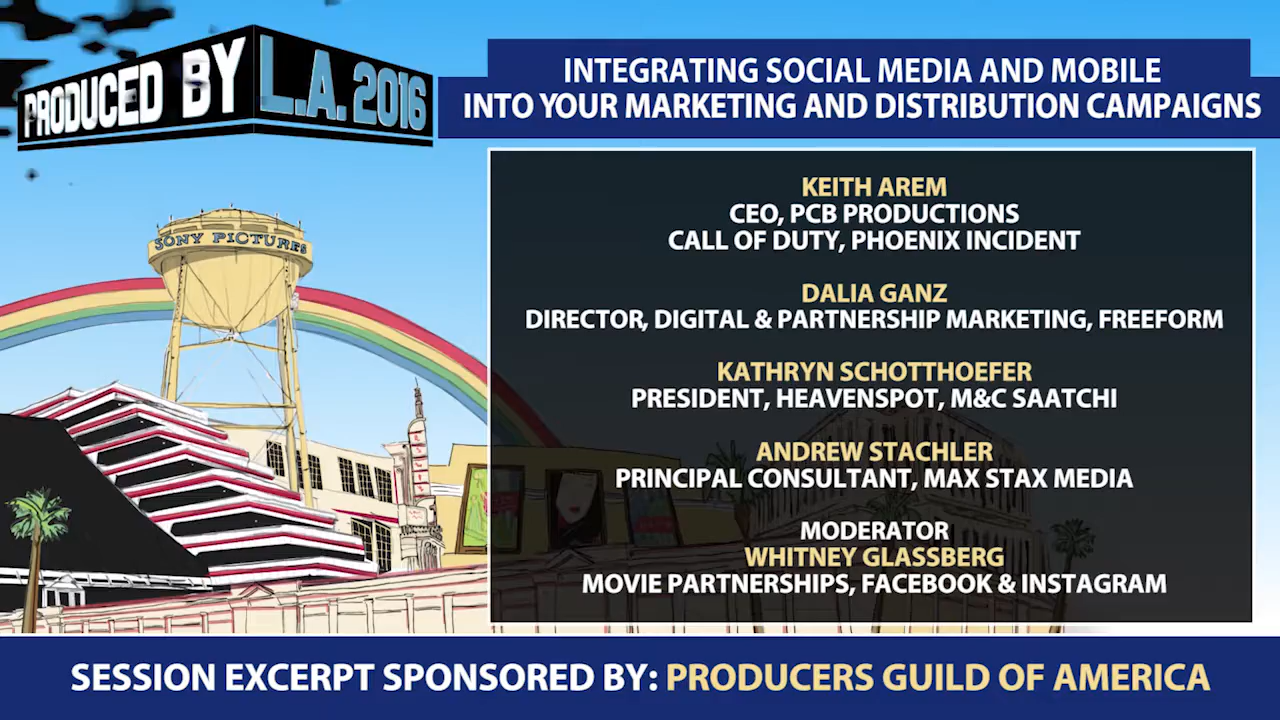 PRODUCED BY L.A. 2016
INTEGRATING SOCIAL MEDIA AND MOBILE
INTO YOUR MARKETING AND DISTRIBUTION CAMPAIGNS
SONY PICTURES
KEITH AREM
CEO, PCB PRODUCTIONS
CALL OF DUTY, PHOENIX INCIDENT
DALIA GANZ
DIRECTOR, DIGITAL & PARTNERSHIP MARKETING, FREEFORM
KATHRYN SCHOTTHOEFER
PRESIDENT, HEAVENSPOT, M&C SAATCHI
ANDREW STACHLER
PRINCIPAL CONSULTANT, MAX STAX MEDIA
MODERATOR
WHITNEY GLASSBERG
MOVIE PARTNERSHIPS, FACEBOOK & INSTAGRAM
SESSION EXCERPT SPONSORED BY: PRODUCERS GUILD OF AMERICA